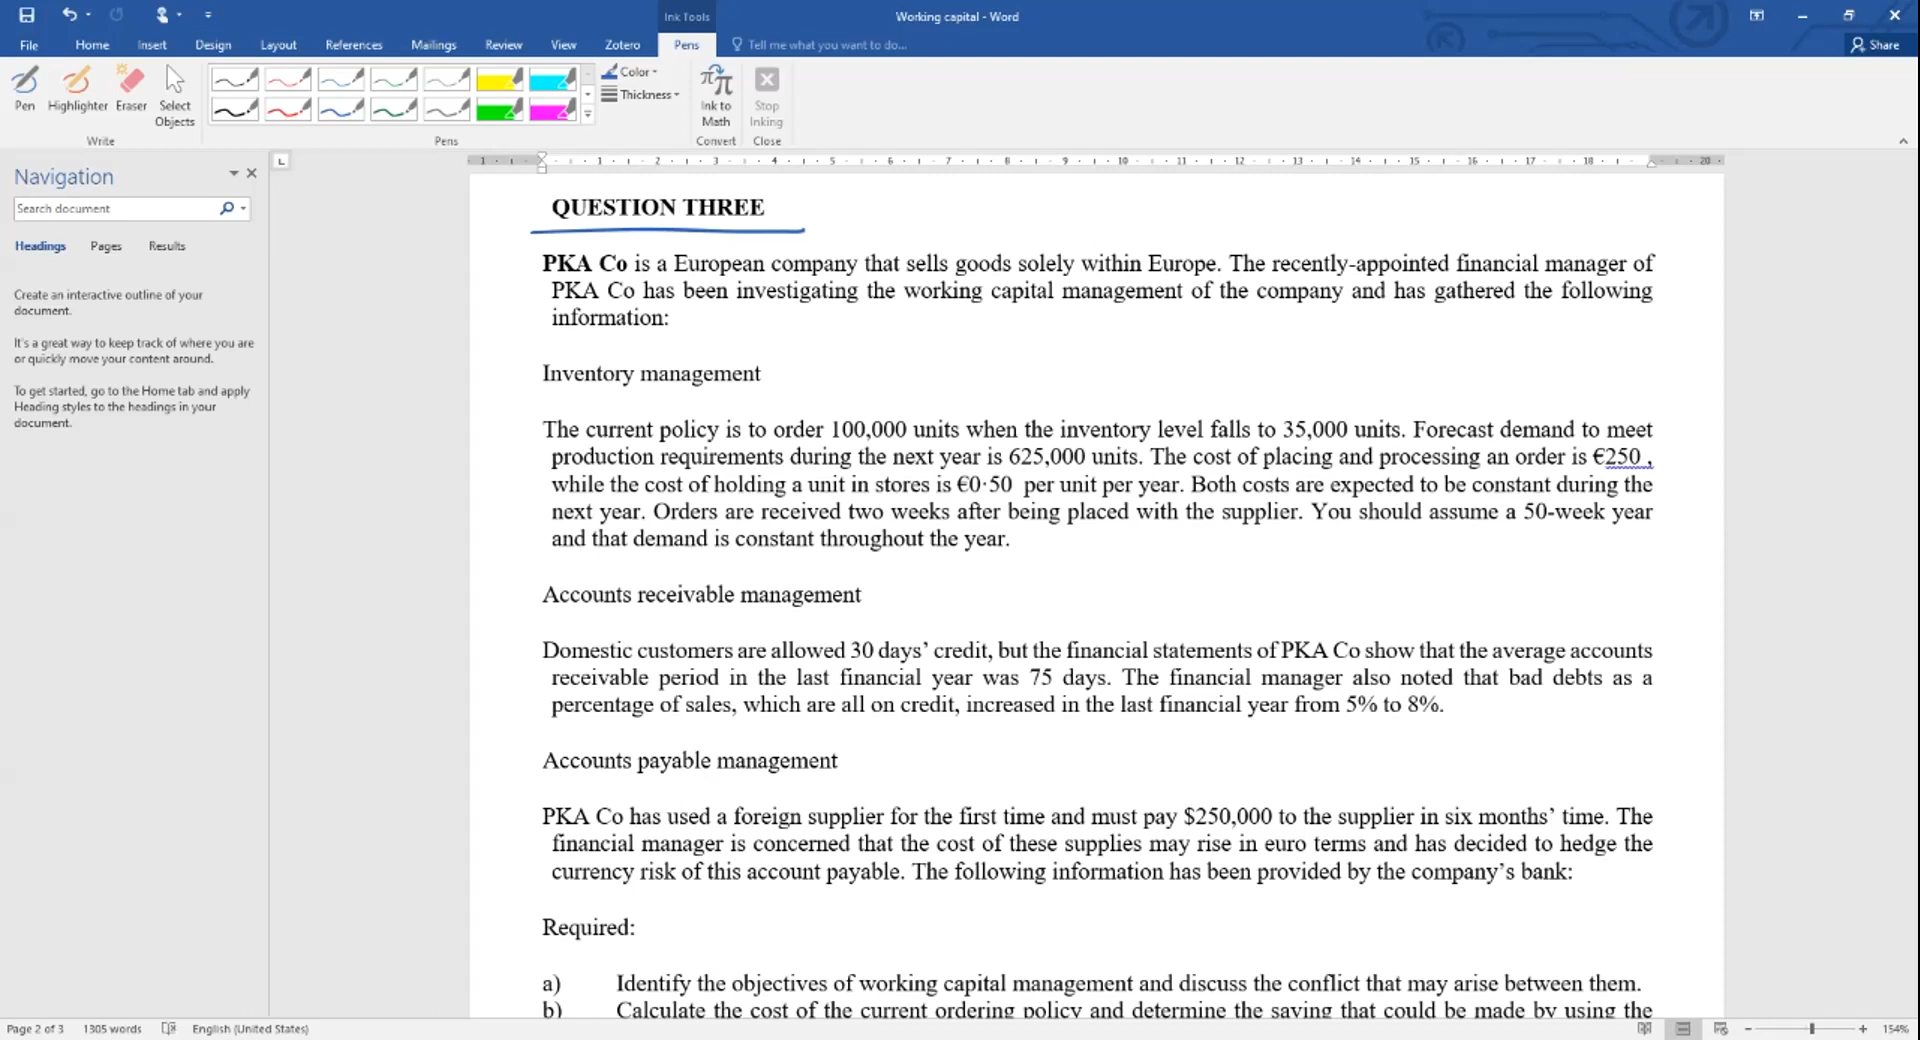 Ink Tools
Working capital - Word
File
Home
Insert
Design
Layout
References
Mailings
Review
View
Zotero
Pens
Tell me what you want to do...
Share
Pen
Highlighter
Eraser
Select Objects
Color
Thickness
Ink to Math
Stop Inking
Write
Pens
Convert
Close
1 1 2 3 4 5 6 7 8 9 10 11 12 13 14 15 16 17 18 20
Navigation
Search document
Headings
Pages
Results
Create an interactive outline of your
document.
It's a great way to keep track of where you are
or quickly move your content around.
To get started, go to the Home tab and apply
Heading styles to the headings in your
document.
QUESTION THREE
PKA Co is a European company that sells goods solely within Europe. The recently-appointed financial manager of
PKA Co has been investigating the working capital management of the company and has gathered the following
information:
Inventory management
The current policy is to order 100,000 units when the inventory level falls to 35,000 units. Forecast demand to meet
production requirements during the next year is 625,000 units. The cost of placing and processing an order is €250 ,
while the cost of holding a unit in stores is €0·50 per unit per year. Both costs are expected to be constant during the
next year. Orders are received two weeks after being placed with the supplier. You should assume a 50-week year
and that demand is constant throughout the year.
Accounts receivable management
Domestic customers are allowed 30 days’ credit, but the financial statements of PKA Co show that the average accounts
receivable period in the last financial year was 75 days. The financial manager also noted that bad debts as a
percentage of sales, which are all on credit, increased in the last financial year from 5% to 8%.
Accounts payable management
PKA Co has used a foreign supplier for the first time and must pay $250,000 to the supplier in six months’ time. The
financial manager is concerned that the cost of these supplies may rise in euro terms and has decided to hedge the
currency risk of this account payable. The following information has been provided by the company’s bank:
Required:
a) Identify the objectives of working capital management and discuss the conflict that may arise between them.
b) Calculate the cost of the current ordering policy and determine the saving that could be made by using the
Page 2 of 3
1305 words
English (United States)
154%